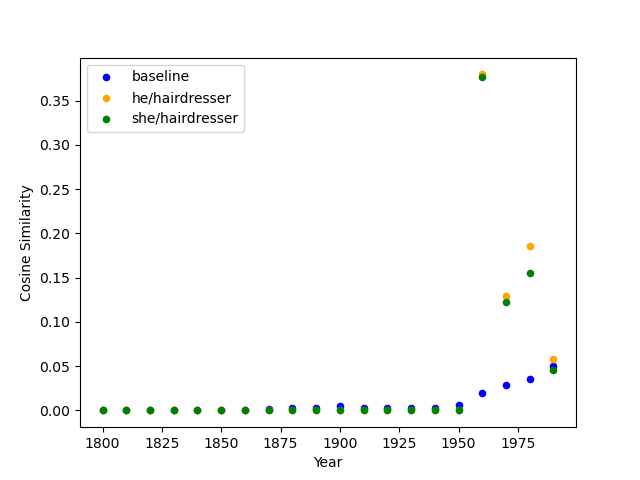 baseline
he/hairdresser
she/hairdresser
0.35
0.30
0.25
0.20
0.15
0.10
0.05
0.00
Cosine Similarity
1800 1825 1850 1875 1900 1925 1950 1975
Year